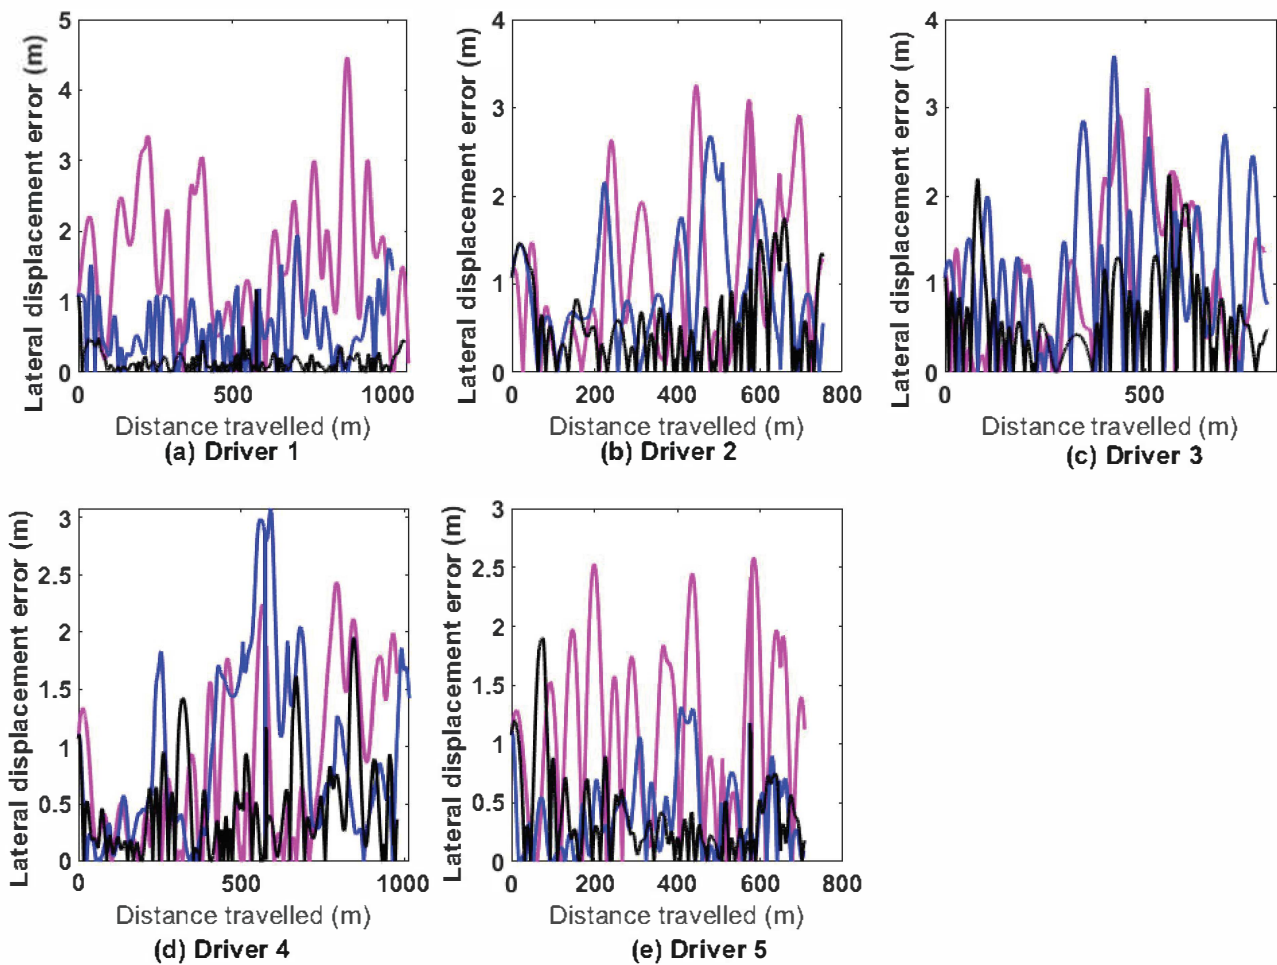 Lateral displacement error (m)
5
4
3
2
1
0
0 500 1000
Distance travelled (m)
(a) Driver 1
Lateral displacement error (m)
4
3
2
1
0
0 200 400 600 800
Distance travelled (m)
(b) Driver 2
Lateral displacement error (m)
4
3
2
1
0
0 500
Distance travelled (m)
(c) Driver 3
Lateral displacement error (m)
3
2.5
2
1.5
1
0.5
0
0 500 1000
Distance travelled (m)
(d) Driver 4
Lateral displacement error (m)
3
2.5
2
1.5
1
0.5
0
0 200 400 600 800
Distance travelled (m)
(e) Driver 5